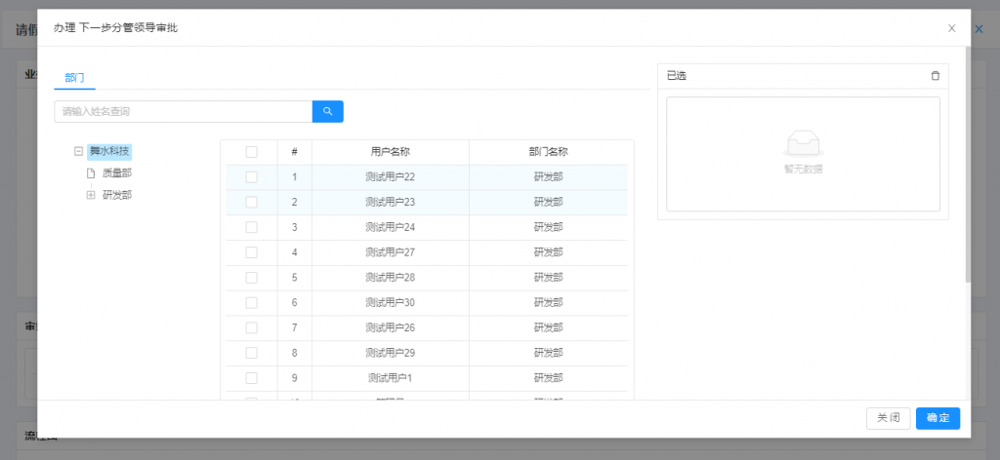 请假
办理 下一步分管领导审批
业
部门
请输入姓名查询
舞水科技
质量部
研发部
# 用户名称 部门名称
1 测试用户22 研发部
2 测试用户23 研发部
3 测试用户24 研发部
4 测试用户27 研发部
5 测试用户28 研发部
6 测试用户30 研发部
7 测试用户26 研发部
8 测试用户29 研发部
9 测试用户1 研发部
已选
暂无数据
审
关 闭
确 定